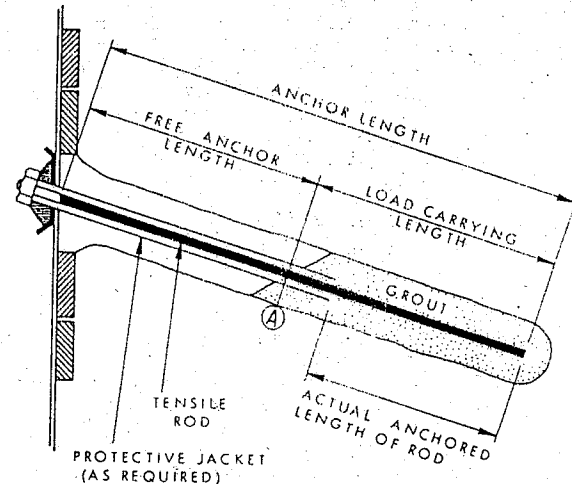 ANCHOR LENGTH
FREE ANCHOR
LENGTH
LOAD CARRYING
LENGTH
GROUT
A
TENSILE
ROD
ACTUAL ANCHORED
LENGTH OF ROD
PROTECTIVE JACKET
(AS REQUIRED)